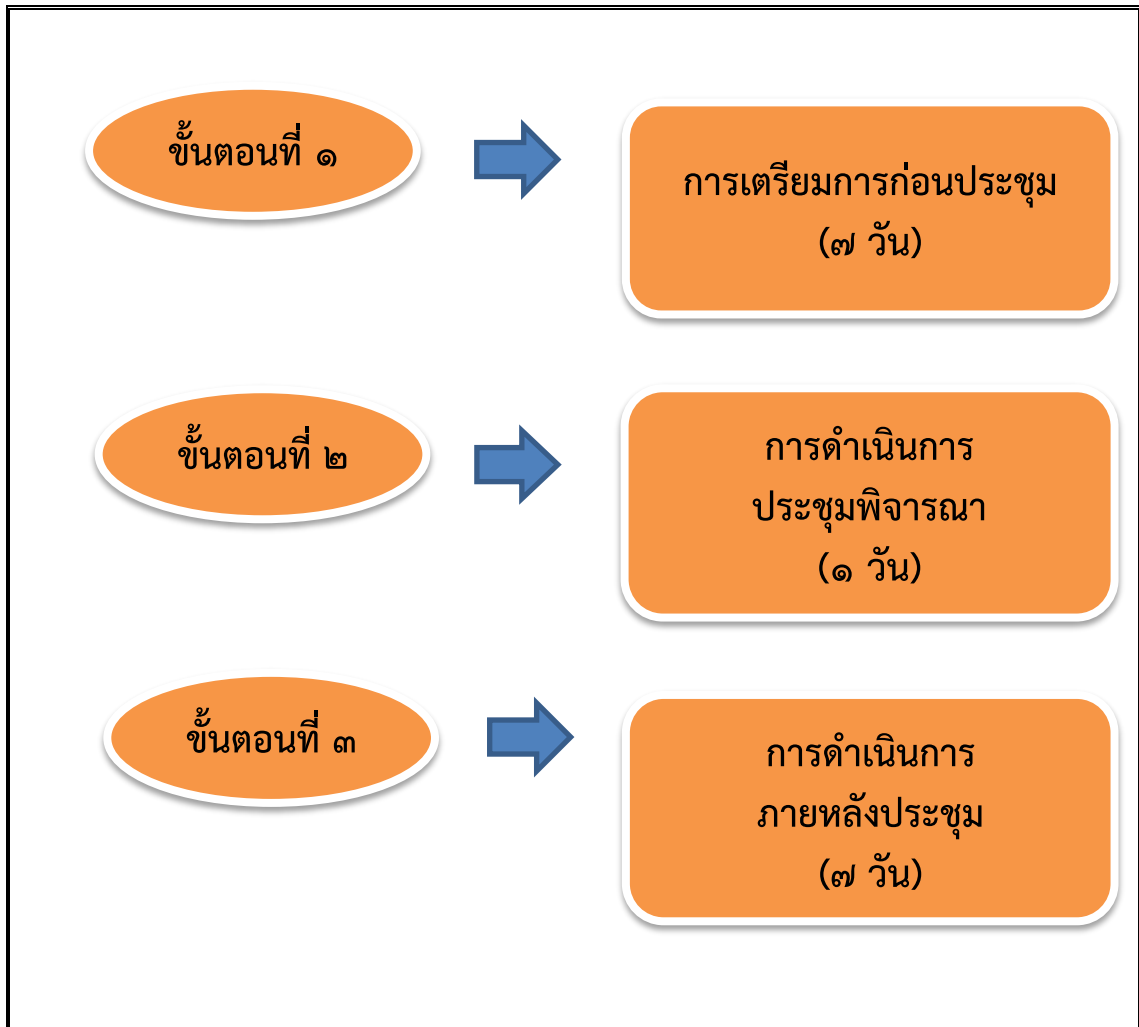 ขั้นตอนที่ ๑
การเตรียมการก่อนประชุม
(๗ วัน)
ขั้นตอนที่ ๒
การดำเนินการ
ประชุมพิจารณา
(๑ วัน)
ขั้นตอนที่ ๓
การดำเนินการ
ภายหลังประชุม
(๗ วัน)